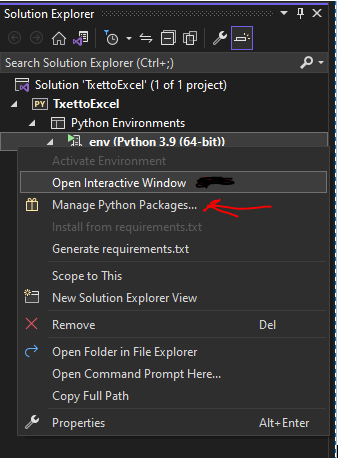 Solution Explorer
Search Solution Explorer (Ctrl+;)
Solution 'TxettoExcel' (1 of 1 project)
PY TxettoExcel
Python Environments
env (Python 3.9 (64-bit))
Activate Environment
Open Interactive Window
Manage Python Packages...
Install from requirements.txt
Generate requirements.txt
Scope to This
New Solution Explorer View
Remove Del
Open Folder in File Explorer
Open Command Prompt Here...
Copy Full Path
Properties Alt+Enter